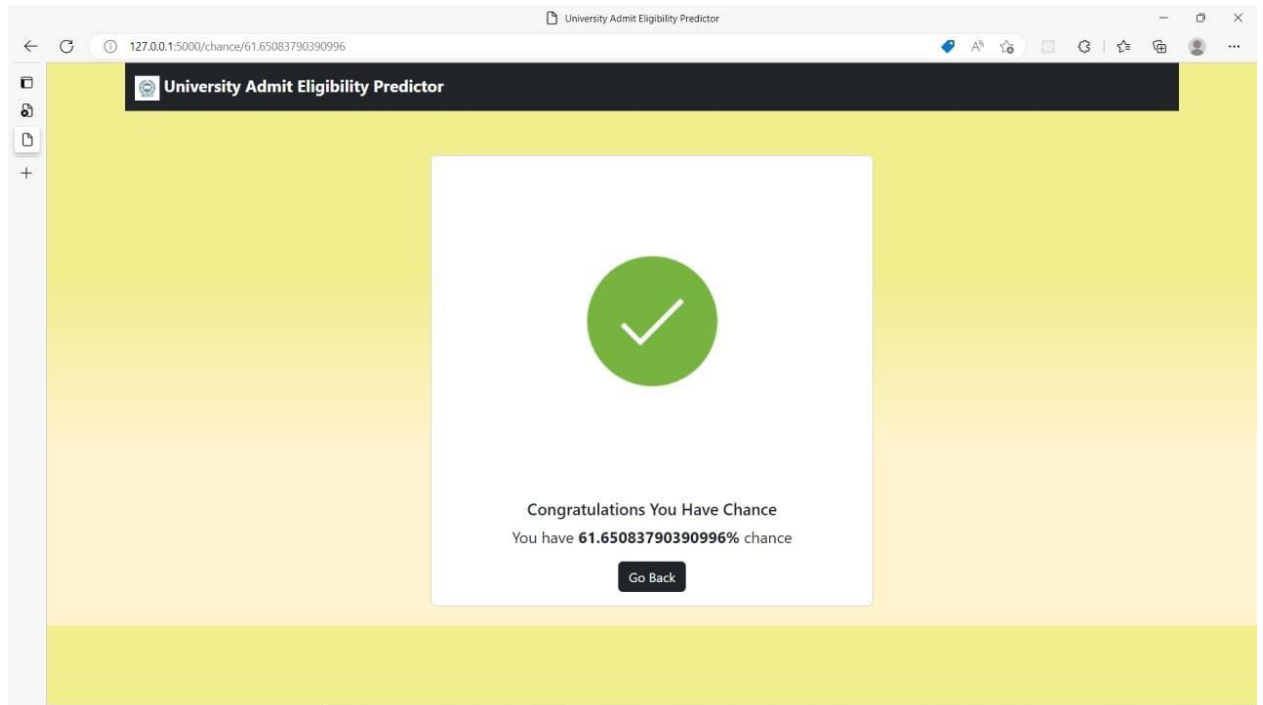 University Admit Eligibility Predictor
127.0.0.1:5000/chance/61.65083790390996
University Admit Eligibility Predictor
Congratulations You Have Chance
You have 61.65083790390996% chance
Go Back